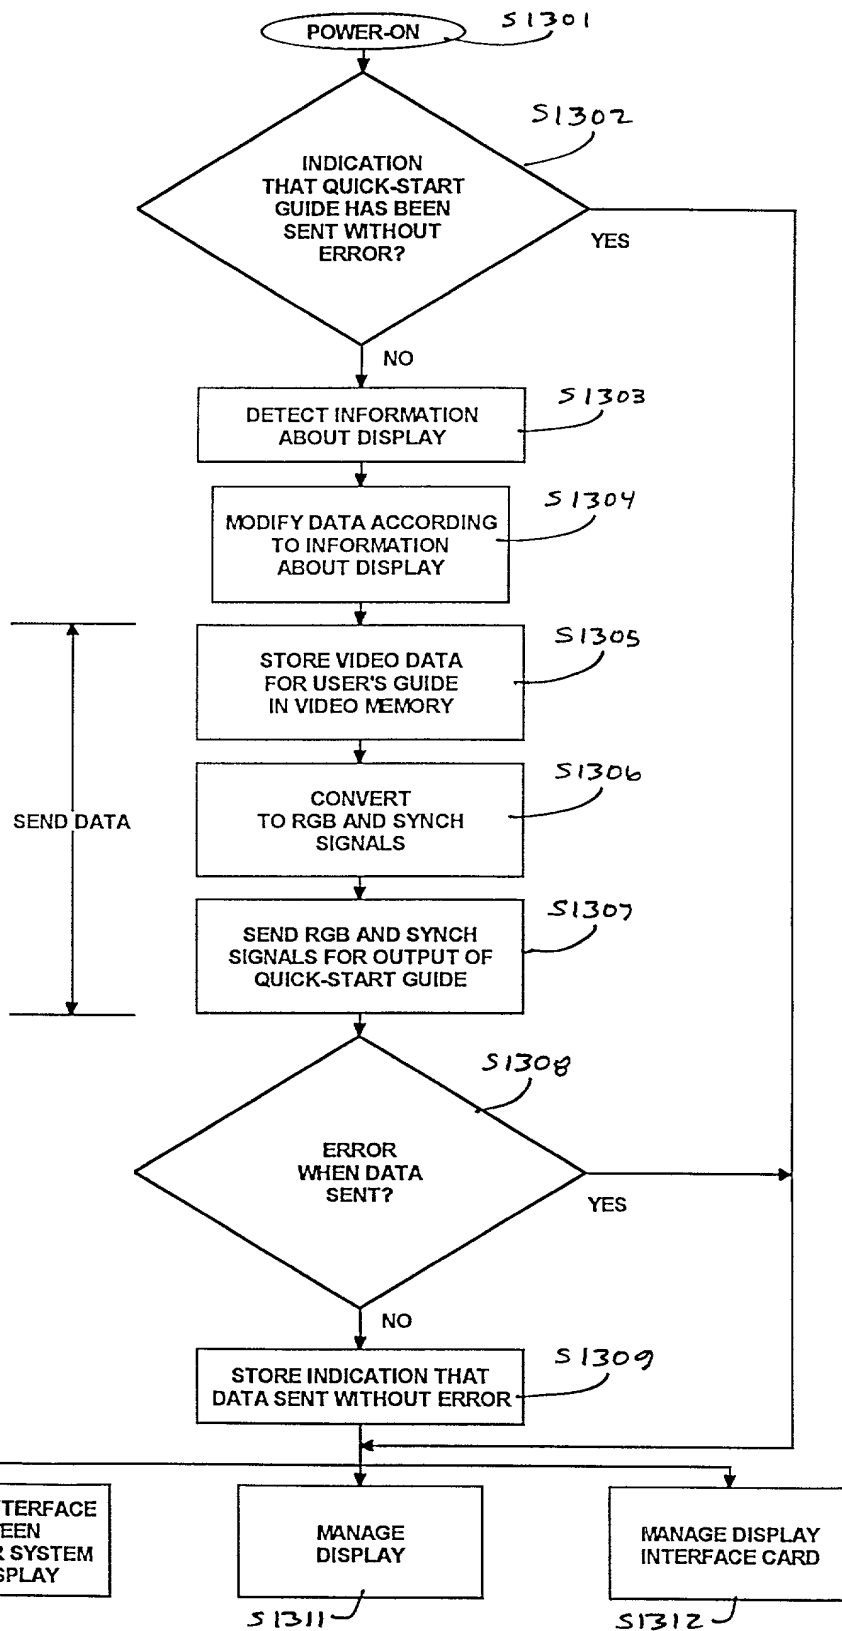 POWER-ON
S1301
S1302
INDICATION
THAT QUICK-START
GUIDE HAS BEEN
SENT WITHOUT
ERROR?
YES
NO
S1303
DETECT INFORMATION
ABOUT DISPLAY
S1304
MODIFY DATA ACCORDING
TO INFORMATION
ABOUT DISPLAY
S1305
STORE VIDEO DATA
FOR USER'S GUIDE
IN VIDEO MEMORY
S1306
CONVERT
TO RGB AND SYNCH
SIGNALS
SEND DATA
S1307
SEND RGB AND SYNCH
SIGNALS FOR OUTPUT OF
QUICK-START GUIDE
S1308
ERROR
WHEN DATA
SENT?
YES
NO
S1309
STORE INDICATION THAT
DATA SENT WITHOUT ERROR
SYSTEM
MANAGE
DISPLAY
S1311
MANAGE DISPLAY
INTERFACE CARD
S1312